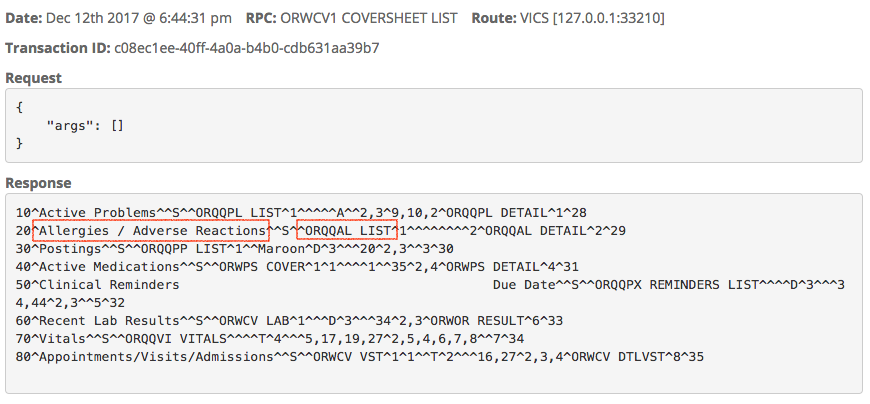 Date: Dec 12th 2017 @ 6:44:31 pm RPC: ORWCV1 COVERSHEET LIST Route: VICS [127.0.0.1:33210]
Transaction ID: c08ec1ee-40ff-4a0a-b4b0-cdb631aa39b7
Request
{
"args": []
}
Response
10^Active Problems^^S^^ORQQPL LIST^1^^^^^A^^2,3^9,10,2^ORQQPL DETAIL^1^28
20^Allergies / Adverse Reactions^^S^^ORQQAL LIST^1^^^^^^^^2^ORQQAL DETAIL^2^29
30^Postings^^S^^ORQQPP LIST^1^^Maroon^D^3^^^20^2,3^^3^30
40^Active Medications^^S^^ORWPS COVER^1^1^^^^1^^35^2,4^ORWPS DETAIL^4^31
50^Clinical Reminders Due Date^^S^^ORQQPX REMINDERS LIST^^^^D^3^^^3
4,44^2,3^^5^32
60^Recent Lab Results^^S^^ORWCV LAB^1^^^D^3^^^34^2,3^ORWOR RESULT^6^33
70^Vitals^^S^^ORQQVI VITALS^^^^T^4^^^5,17,19,27^2,5,4,6,7,8^^7^34
80^Appointments/Visits/Admissions^^S^^ORWCV VST^1^1^^T^2^^^16,27^2,3,4^ORWCV DTLVST^8^35